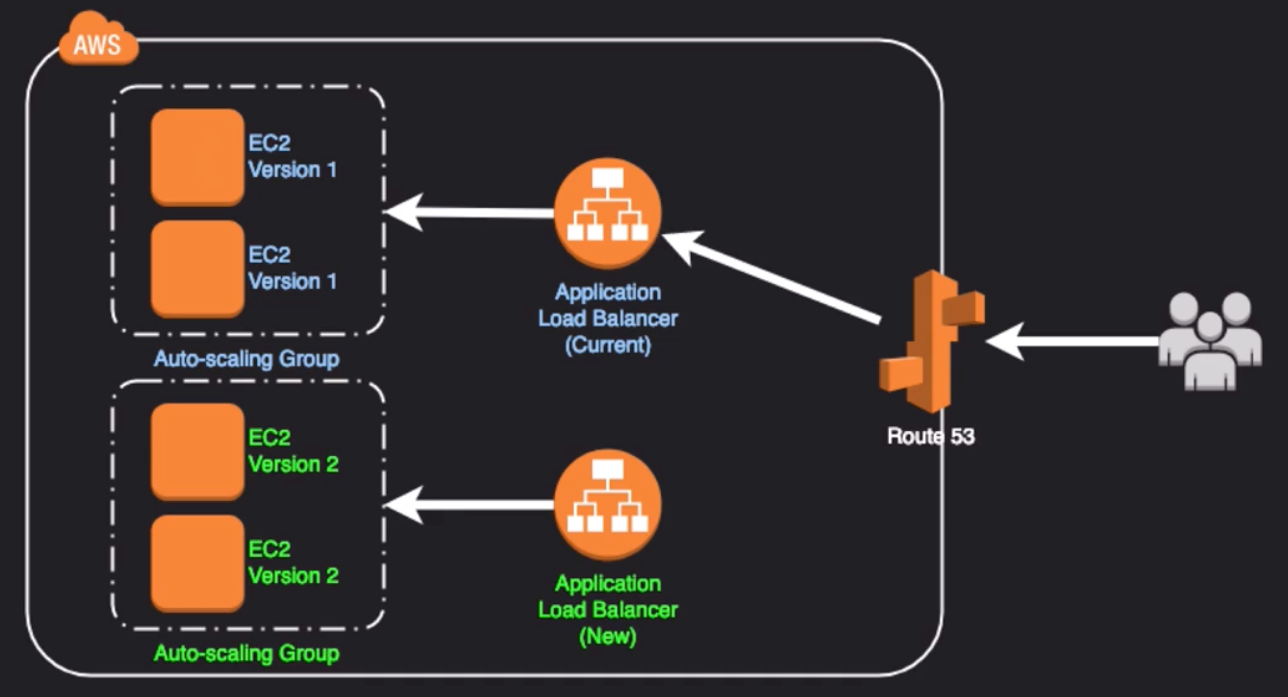 AWS
EC2
Version 1
EC2
Version 1
Auto-scaling Group
Application
Load Balancer
(Current)
EC2
Version 2
EC2
Version 2
Auto-scaling Group
Application
Load Balancer
(New)
Route 53